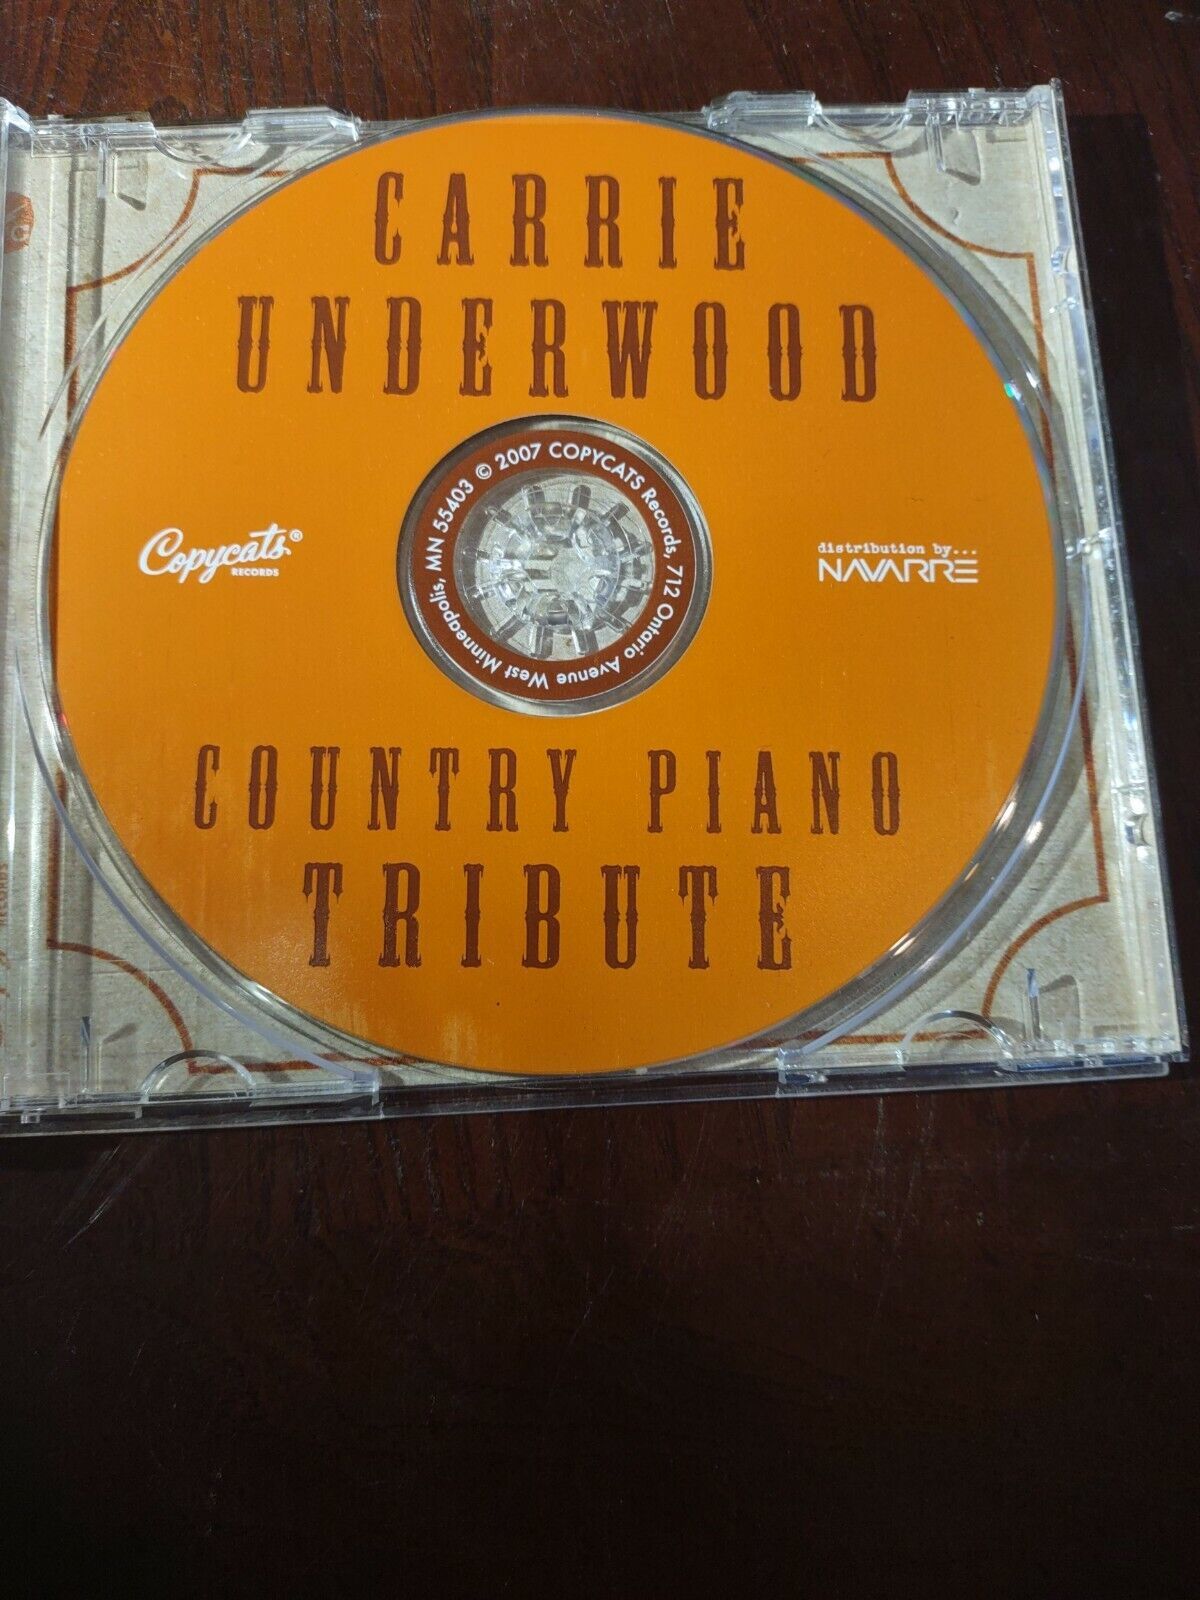 CARRIE
UNDERWOOD
Copycats®
RECORDS
distribution by...
NAVARRE
© 2007 COPYCATS Records, 712 Ontario Avenue West Minneapolis, MN 55403
COUNTRY PIANO
TRIBUTE
RECORDS